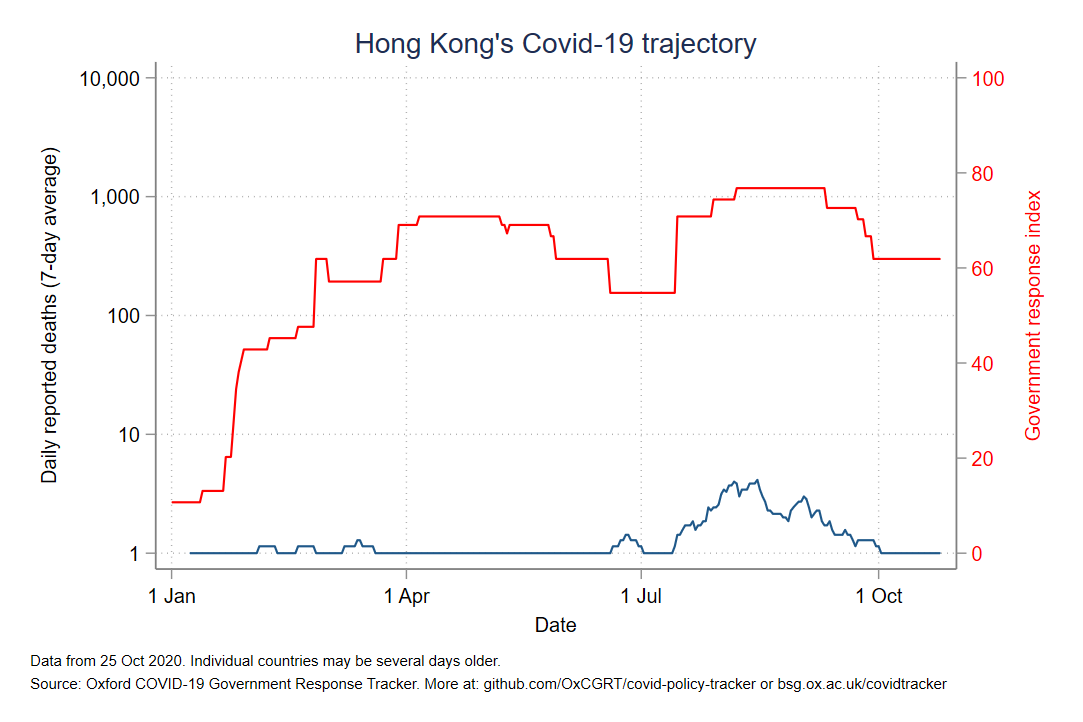 Hong Kong's Covid-19 trajectory
10,000
1,000
100
10
1
Daily reported deaths (7-day average)
100
80
60
40
20
0
Government response index
1 Jan
1 Apr
1 Jul
1 Oct
Date
Data from 25 Oct 2020. Individual countries may be several days older.
Source: Oxford COVID-19 Government Response Tracker. More at: github.com/OxCGRT/covid-policy-tracker or bsg.ox.ac.uk/covidtracker